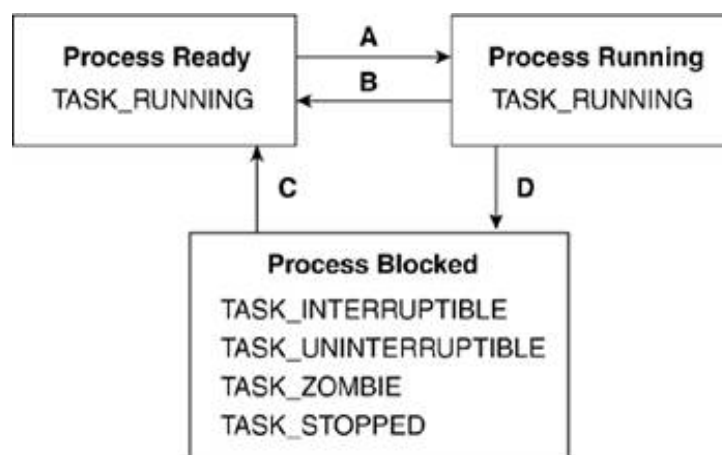 Process Ready
TASK_RUNNING
A
B
Process Running
TASK_RUNNING
C
D
Process Blocked
TASK_INTERRUPTIBLE
TASK_UNINTERRUPTIBLE
TASK_ZOMBIE
TASK_STOPPED